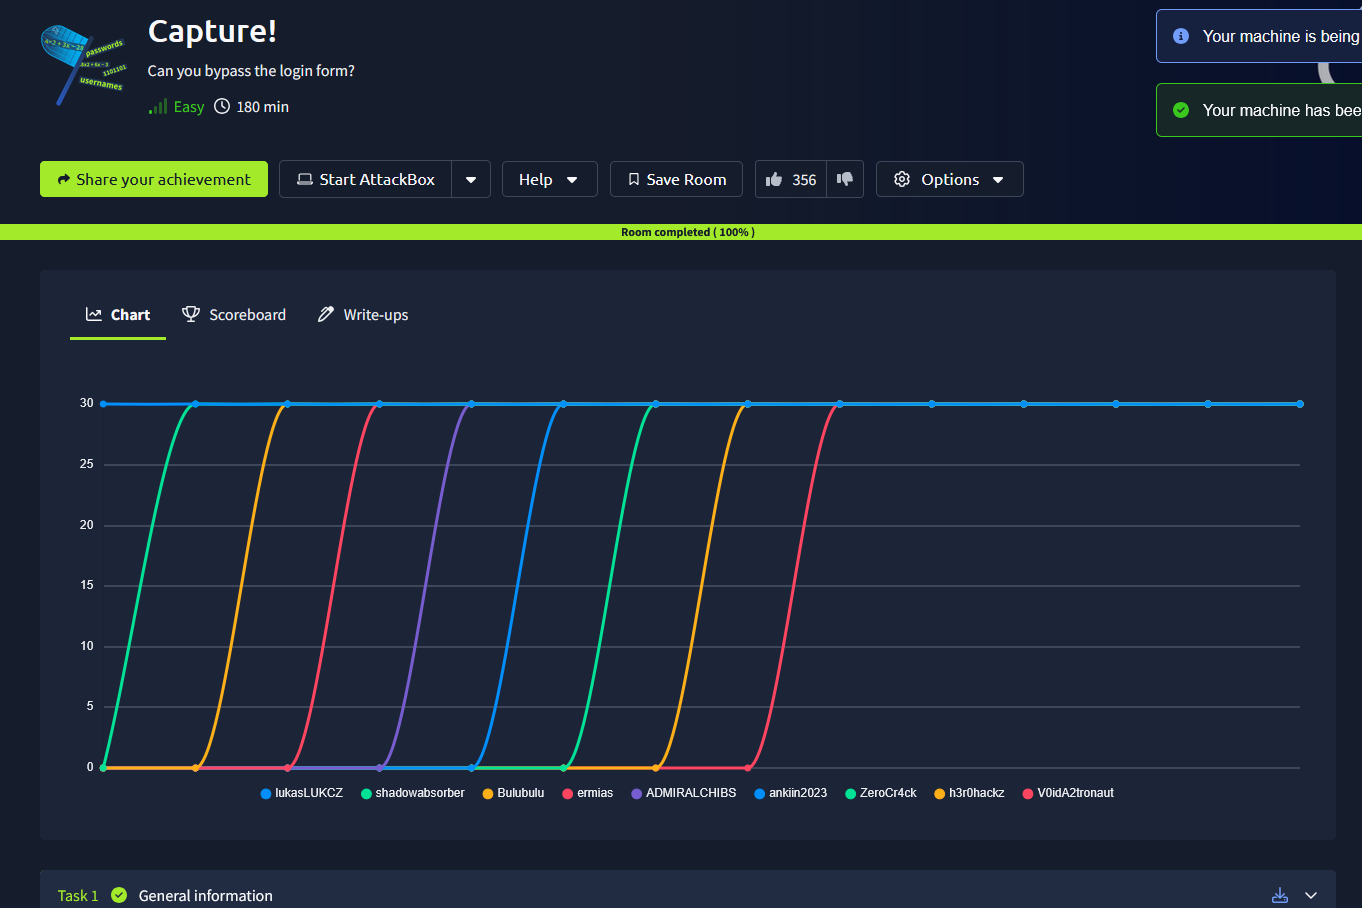 Capture!
Can you bypass the login form?
Easy 180 min
A=2 + 3X -28
passwords
1101101
usernames
Your machine is being
Your machine has bee
Share your achievement
Start AttackBox
Help
Save Room
356
Options
Room completed ( 100% )
Chart
Scoreboard
Write-ups
30
25
20
15
10
5
0
lukasLUKCZ shadowabsorber Bulubulu ermias ADMIRALCHIBS ankiin2023 ZeroCr4ck h3r0hackz V0idA2tronaut
Task 1 General information